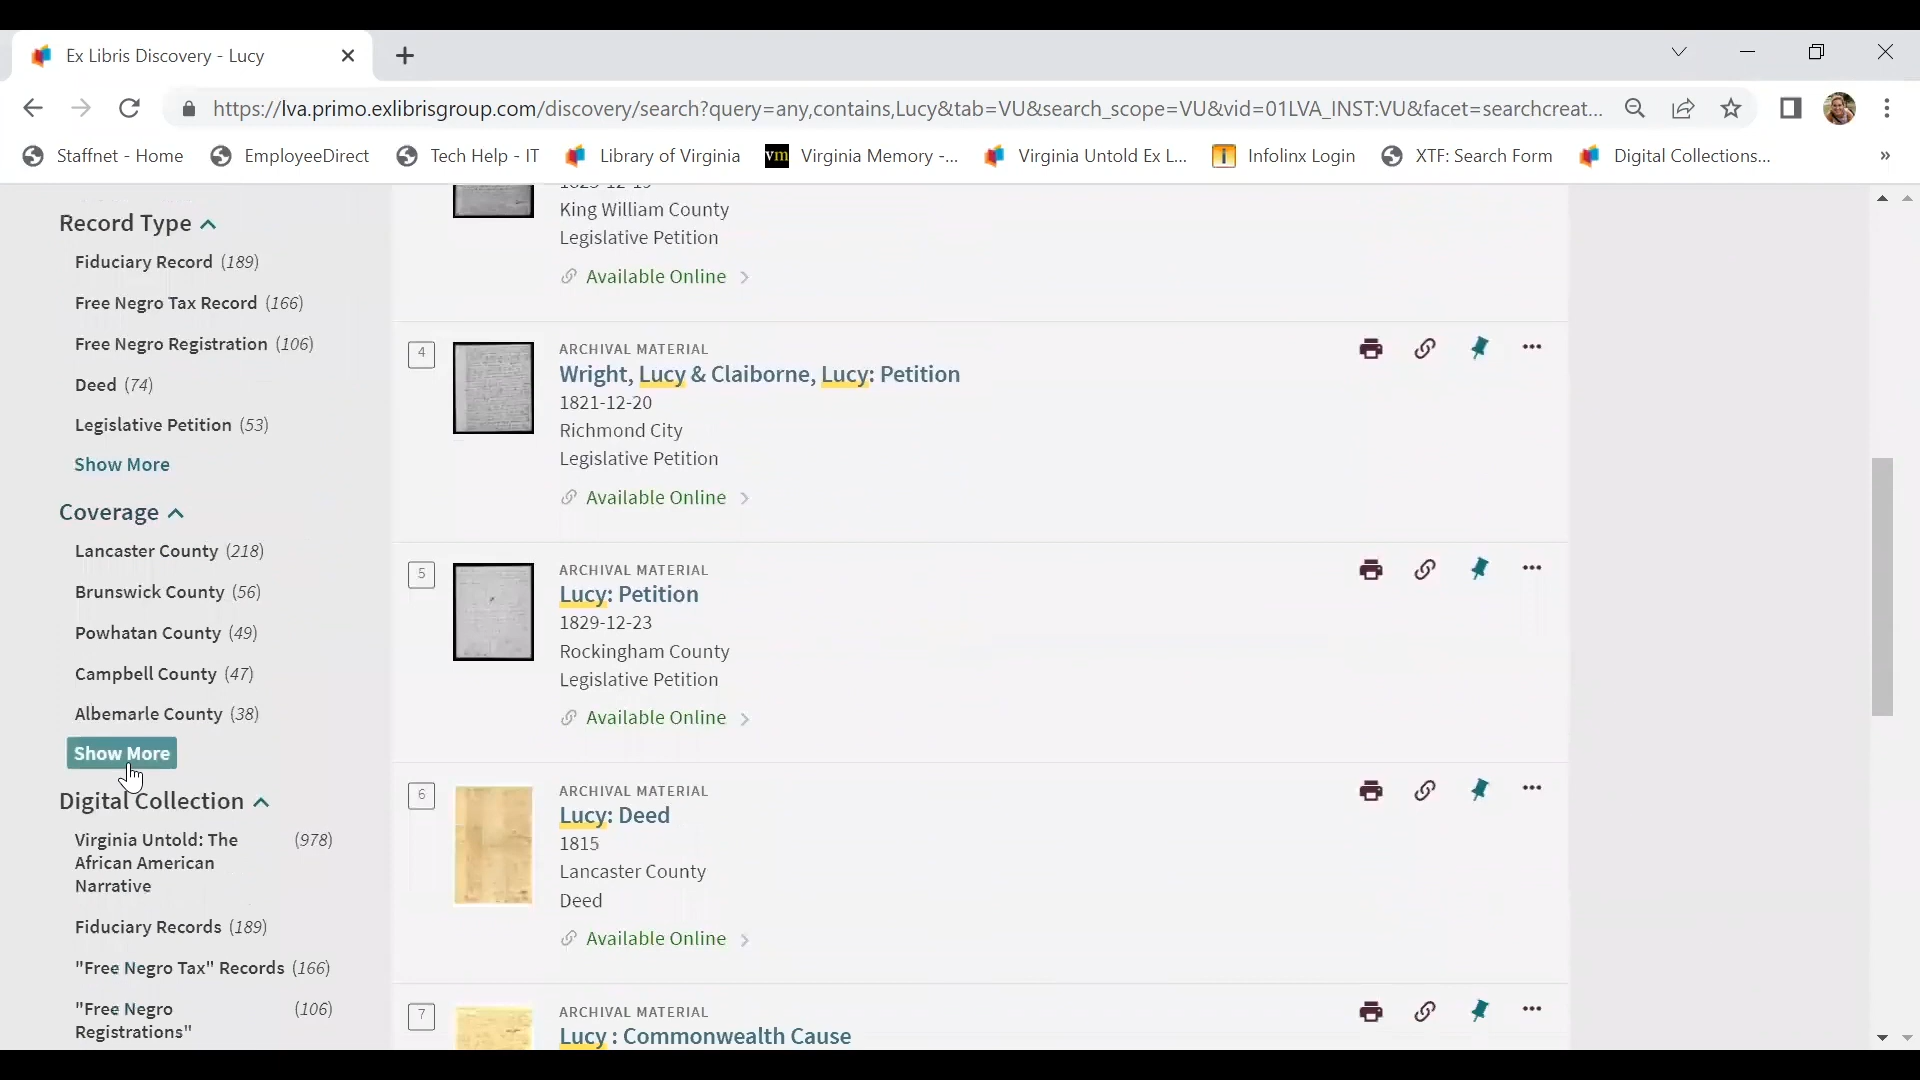 Ex Libris Discovery - Lucy
https://lva.primo.exlibrisgroup.com/discovery/search?query=any,contains,Lucy&tab=VU&search_scope=VU&vid=01LVA_INST:VU&facet=searchcreat...
Staffnet - Home EmployeeDirect Tech Help - IT Library of Virginia vm Virginia Memory -... Virginia Untold Ex L... i Infolinx Login XTF: Search Form Digital Collections... »
Record Type
Fiduciary Record (189)
Free Negro Tax Record (166)
Free Negro Registration (106)
Deed (74)
Legislative Petition (53)
Show More
Coverage
Lancaster County (218)
Brunswick County (56)
Powhatan County (49)
Campbell County (47)
Albemarle County (38)
Show More
Digital Collection
Virginia Untold: The (978)
African American
Narrative
Fiduciary Records (189)
"Free Negro Tax" Records (166)
"Free Negro (106)
Registrations"
King William County
Legislative Petition
Available Online
4
ARCHIVAL MATERIAL
Wright, Lucy & Claiborne, Lucy: Petition
1821-12-20
Richmond City
Legislative Petition
Available Online
5
ARCHIVAL MATERIAL
Lucy: Petition
1829-12-23
Rockingham County
Legislative Petition
Available Online
6
ARCHIVAL MATERIAL
Lucy: Deed
1815
Lancaster County
Deed
Available Online
7
ARCHIVAL MATERIAL
Lucy : Commonwealth Cause